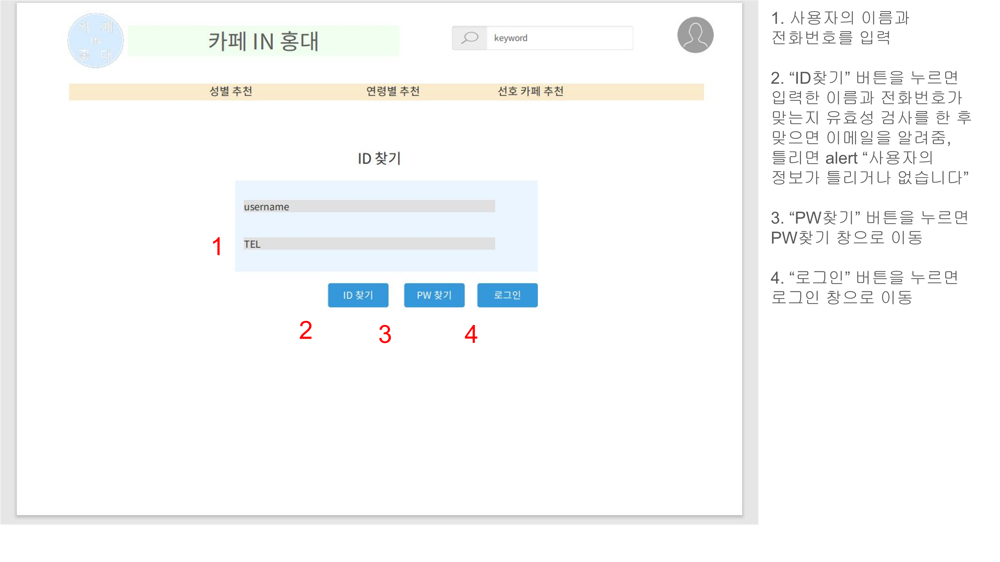 카 페
IN
홍 대
카페 IN 홍대
keyword
성별 추천
연령별 추천
선호 카페 추천
ID 찾기
username
1
TEL
ID 찾기
PW 찾기
로그인
2
3
4
1. 사용자의 이름과
전화번호를 입력
2. “ID찾기” 버튼을 누르면
입력한 이름과 전화번호가
맞는지 유효성 검사를 한 후
맞으면 이메일을 알려줌,
틀리면 alert “사용자의
정보가 틀리거나 없습니다”
3. “PW찾기” 버튼을 누르면
PW찾기 창으로 이동
4. “로그인” 버튼을 누르면
로그인 창으로 이동